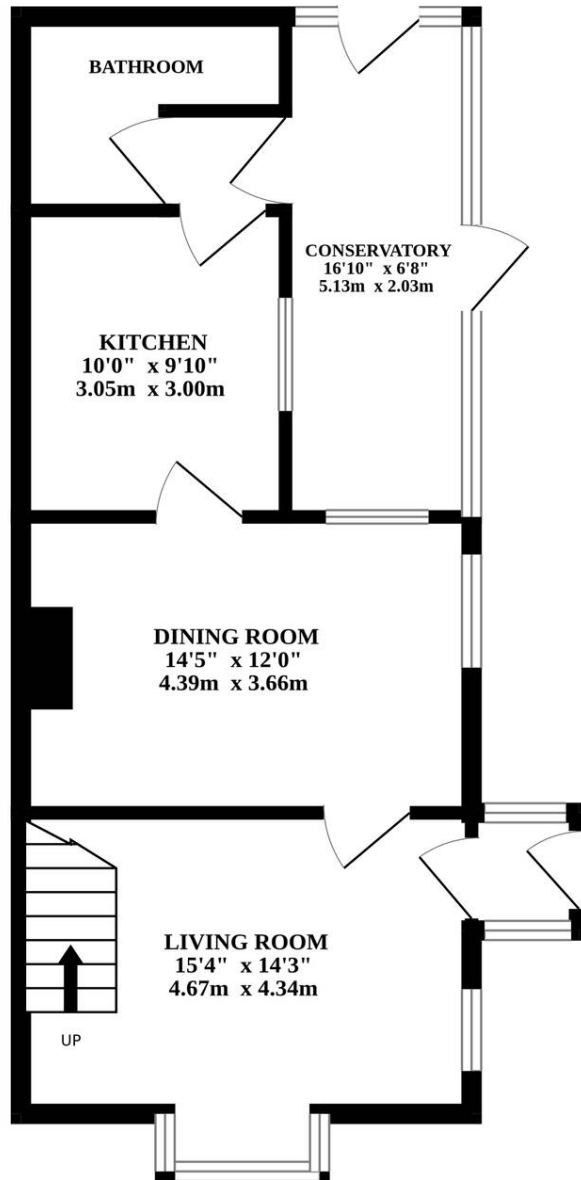 BATHROOM
CONSERVATORY
16'10" x 6'8"
5.13m x 2.03m
KITCHEN
10'0" x 9'10"
3.05m x 3.00m
DINING ROOM
14'5" x 12'0"
4.39m x 3.66m
LIVING ROOM
15'4" x 14'3"
4.67m x 4.34m
UP